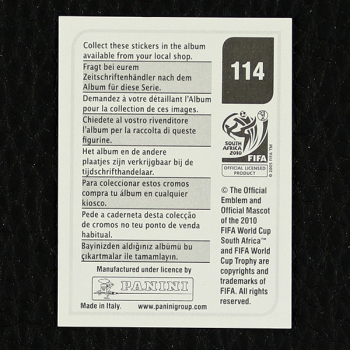 Collect these stickers in the album
available from your local shop.
Fragt bei eurem
Zeitschriftenhändler nach dem
Album für diese Serie.
Demandez à votre détaillant l'Album
pour la collection de ces images.
Chiedete al vostro rivenditore
l'album per la raccolta di queste
figurine.
Het album en de andere
plaatjes zijn verkrijgbaar bij de
tijdschrifthandelaar.
Para coleccionar estos cromos
compra tu álbum en cualquier
kiosco.
Pede a caderneta desta colecção
de cromos no teu ponto de venda
habitual.
Bayinizden aldığınız albümü bu
çıkartmalar ile tamamlayın.
Manufactured under licence by
PANINI
Made in Italy. www.paninigroup.com
114
SOUTH AFRICA
2010
FIFA
OFFICIAL LICENSED
PRODUCT
© The Official
Emblem and
Official Mascot
of the 2010
FIFA World Cup
South Africa™
and FIFA World
Cup Trophy are
copyrights and
trademarks of
FIFA. All rights
reserved.